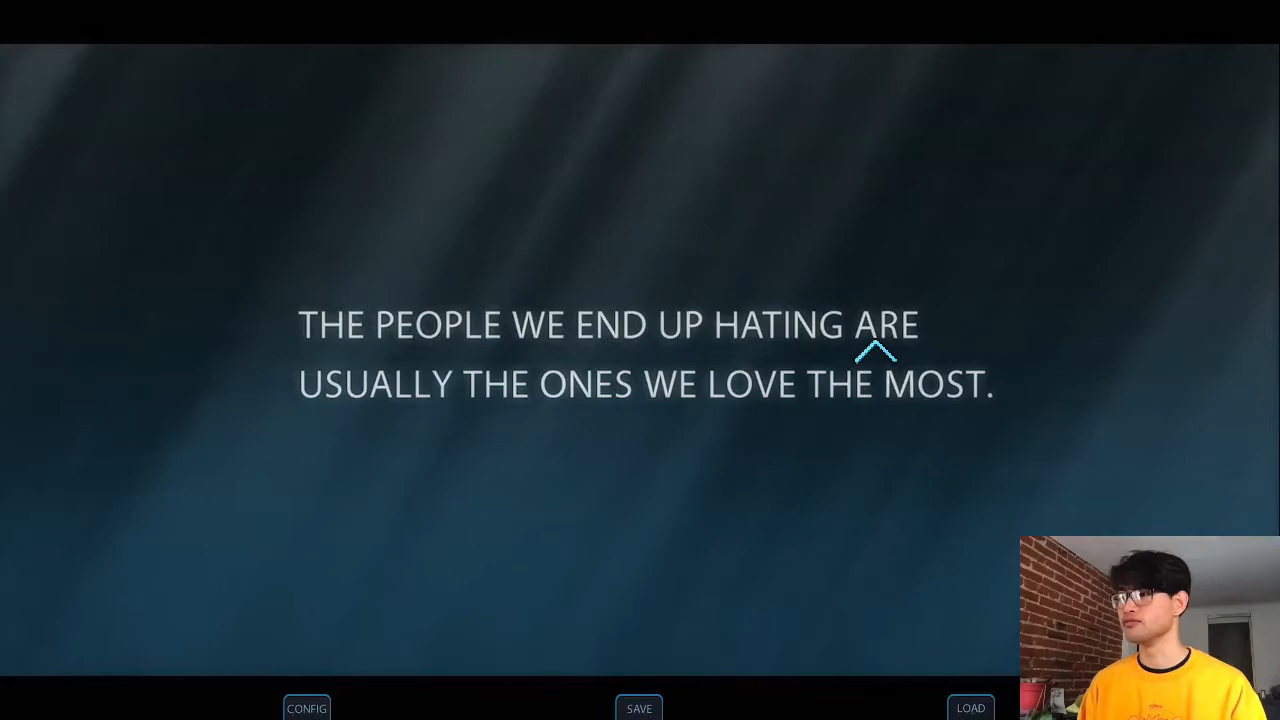 THE PEOPLE WE END UP HATING ARE
USUALLY THE ONES WE LOVE THE MOST.
CONFIG
SAVE
LOAD